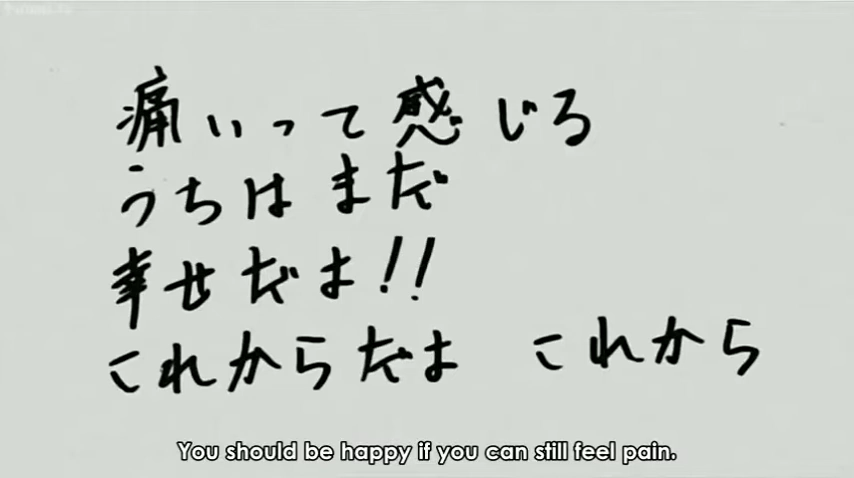 痛いって感じる
うちはまだ
幸せだよ!!
これからだよ これから
You should be happy if you can still feel pain.